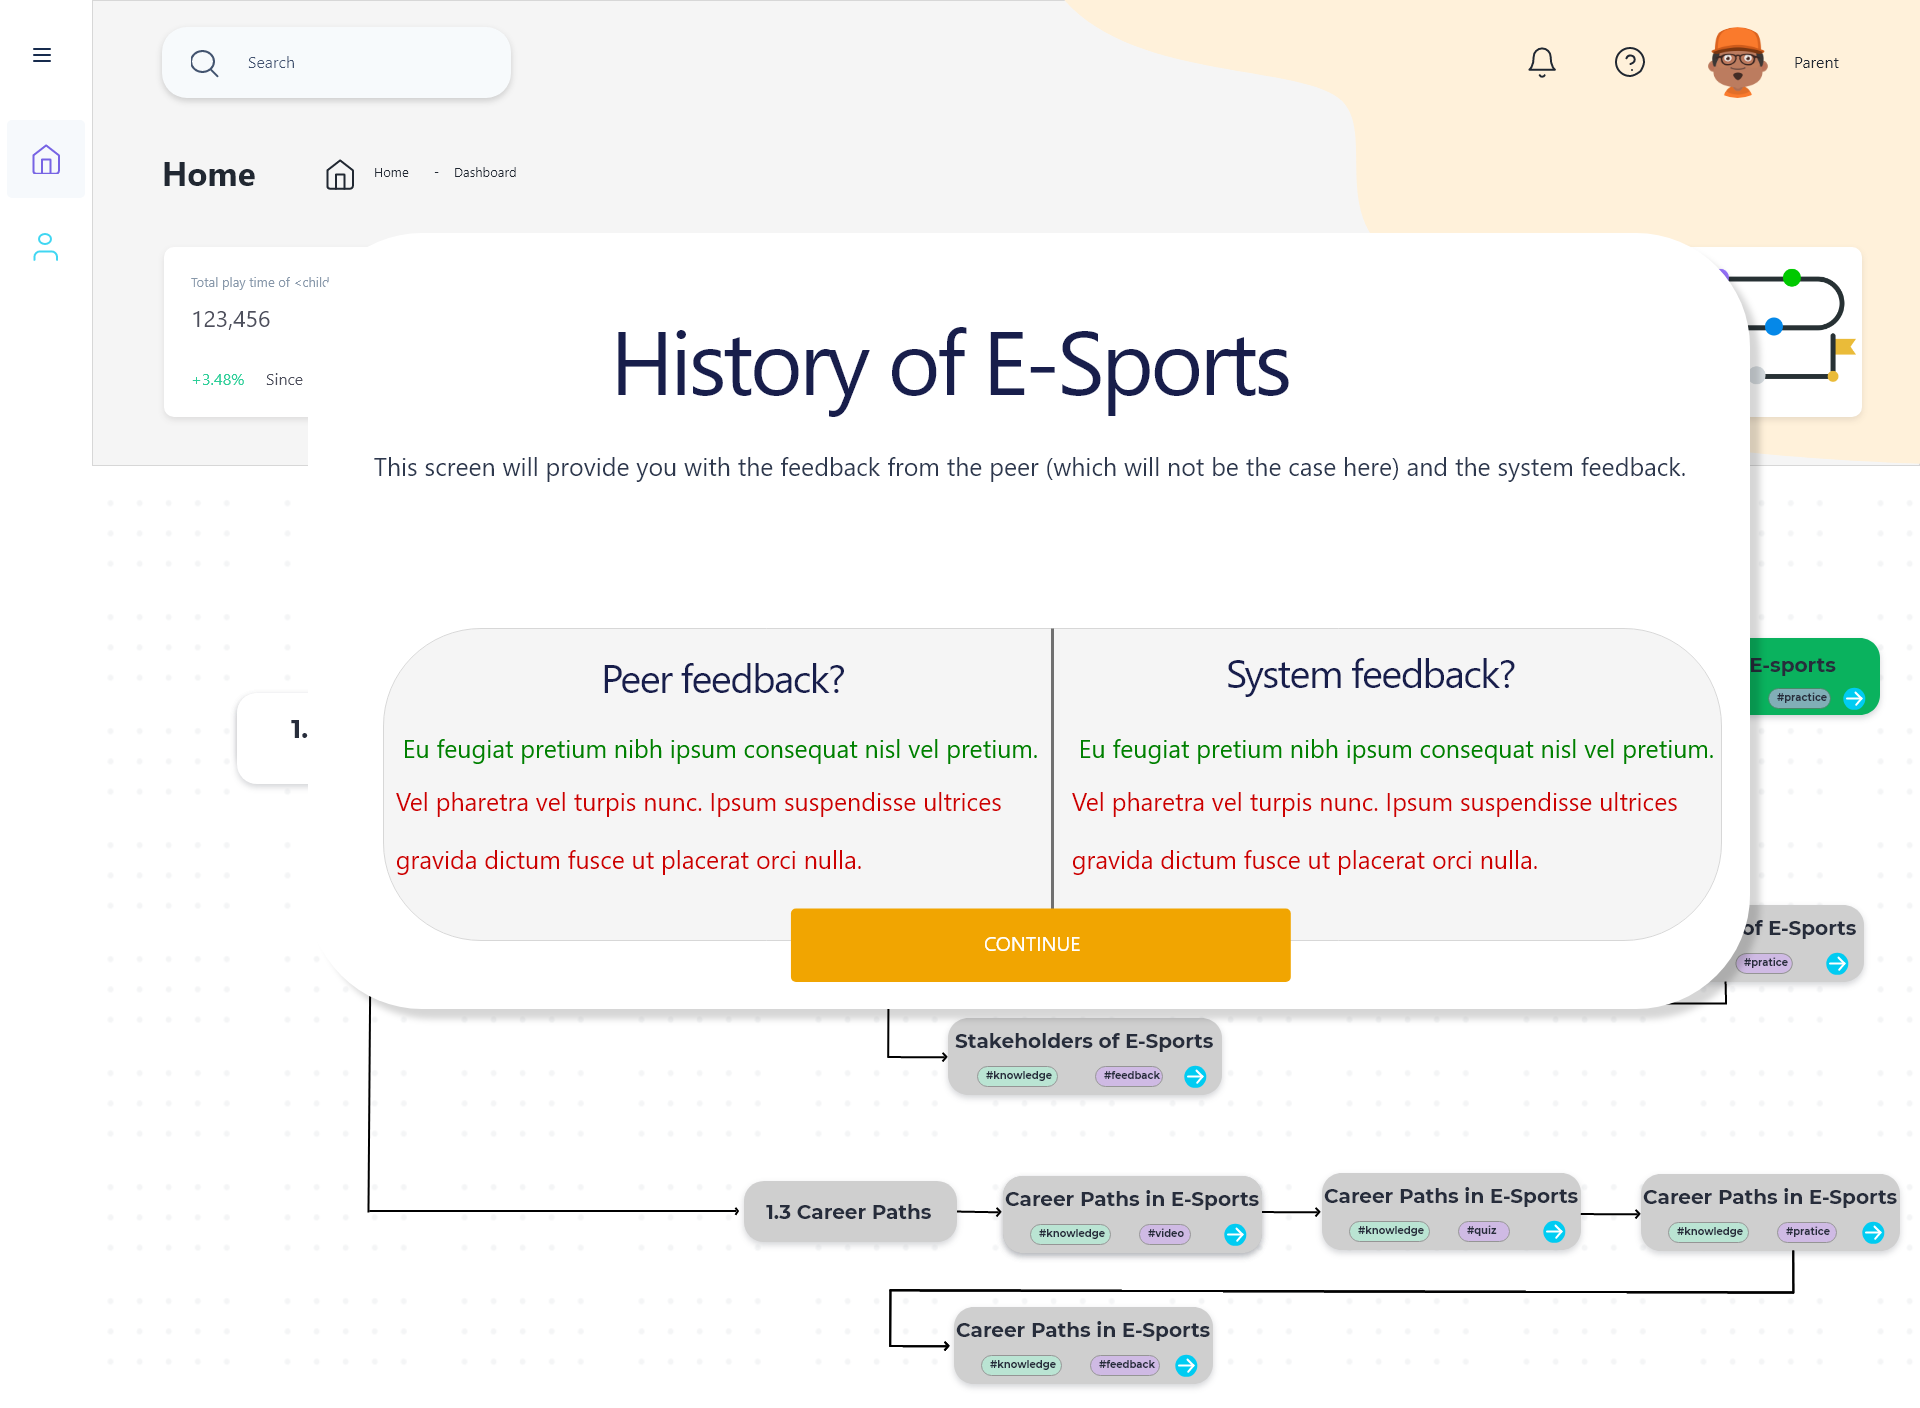 Search
Parent
Home
Home - Dashboard
Total play time of <child
123,456
+3.48% Since
History of E-Sports
This screen will provide you with the feedback from the peer (which will not be the case here) and the system feedback.
Peer feedback?
Eu feugiat pretium nibh ipsum consequat nisl vel pretium.
Vel pharetra vel turpis nunc. Ipsum suspendisse ultrices
gravida dictum fusce ut placerat orci nulla.
System feedback?
Eu feugiat pretium nibh ipsum consequat nisl vel pretium.
Vel pharetra vel turpis nunc. Ipsum suspendisse ultrices
gravida dictum fusce ut placerat orci nulla.
CONTINUE
1.
E-sports
#practice
of E-Sports
#pratice
Stakeholders of E-Sports
#knowledge #feedback
1.3 Career Paths
Career Paths in E-Sports
#knowledge #video
Career Paths in E-Sports
#knowledge #quiz
Career Paths in E-Sports
#knowledge #pratice
Career Paths in E-Sports
#knowledge #feedback